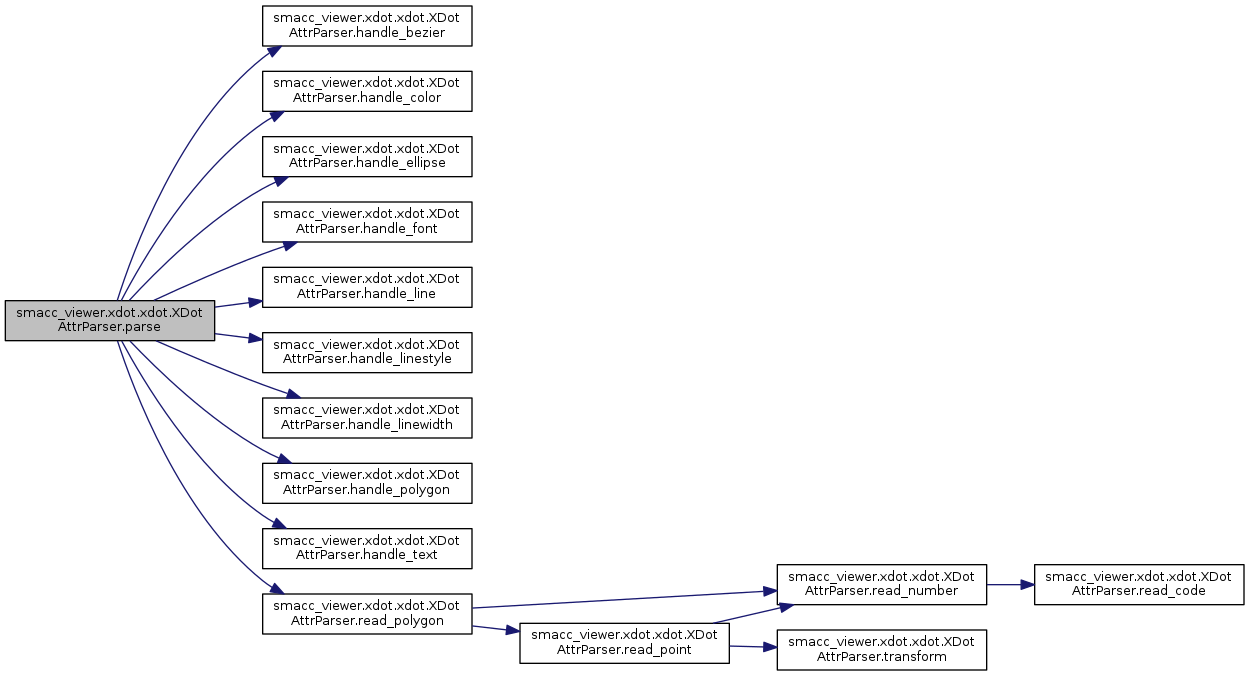 smacc_viewer.xdot.xdot.XDot
AttrParser.handle_bezier
smacc_viewer.xdot.xdot.XDot
AttrParser.handle_color
smacc_viewer.xdot.xdot.XDot
AttrParser.handle_ellipse
smacc_viewer.xdot.xdot.XDot
AttrParser.handle_font
smacc_viewer.xdot.xdot.XDot
AttrParser.handle_line
smacc_viewer.xdot.xdot.XDot
AttrParser.parse
smacc_viewer.xdot.xdot.XDot
AttrParser.handle_linestyle
smacc_viewer.xdot.xdot.XDot
AttrParser.handle_linewidth
smacc_viewer.xdot.xdot.XDot
AttrParser.handle_polygon
smacc_viewer.xdot.xdot.XDot
AttrParser.handle_text
smacc_viewer.xdot.xdot.XDot
AttrParser.read_polygon
smacc_viewer.xdot.xdot.XDot
AttrParser.read_point
smacc_viewer.xdot.xdot.XDot
AttrParser.read_number
smacc_viewer.xdot.xdot.XDot
AttrParser.transform
smacc_viewer.xdot.xdot.XDot
AttrParser.read_code